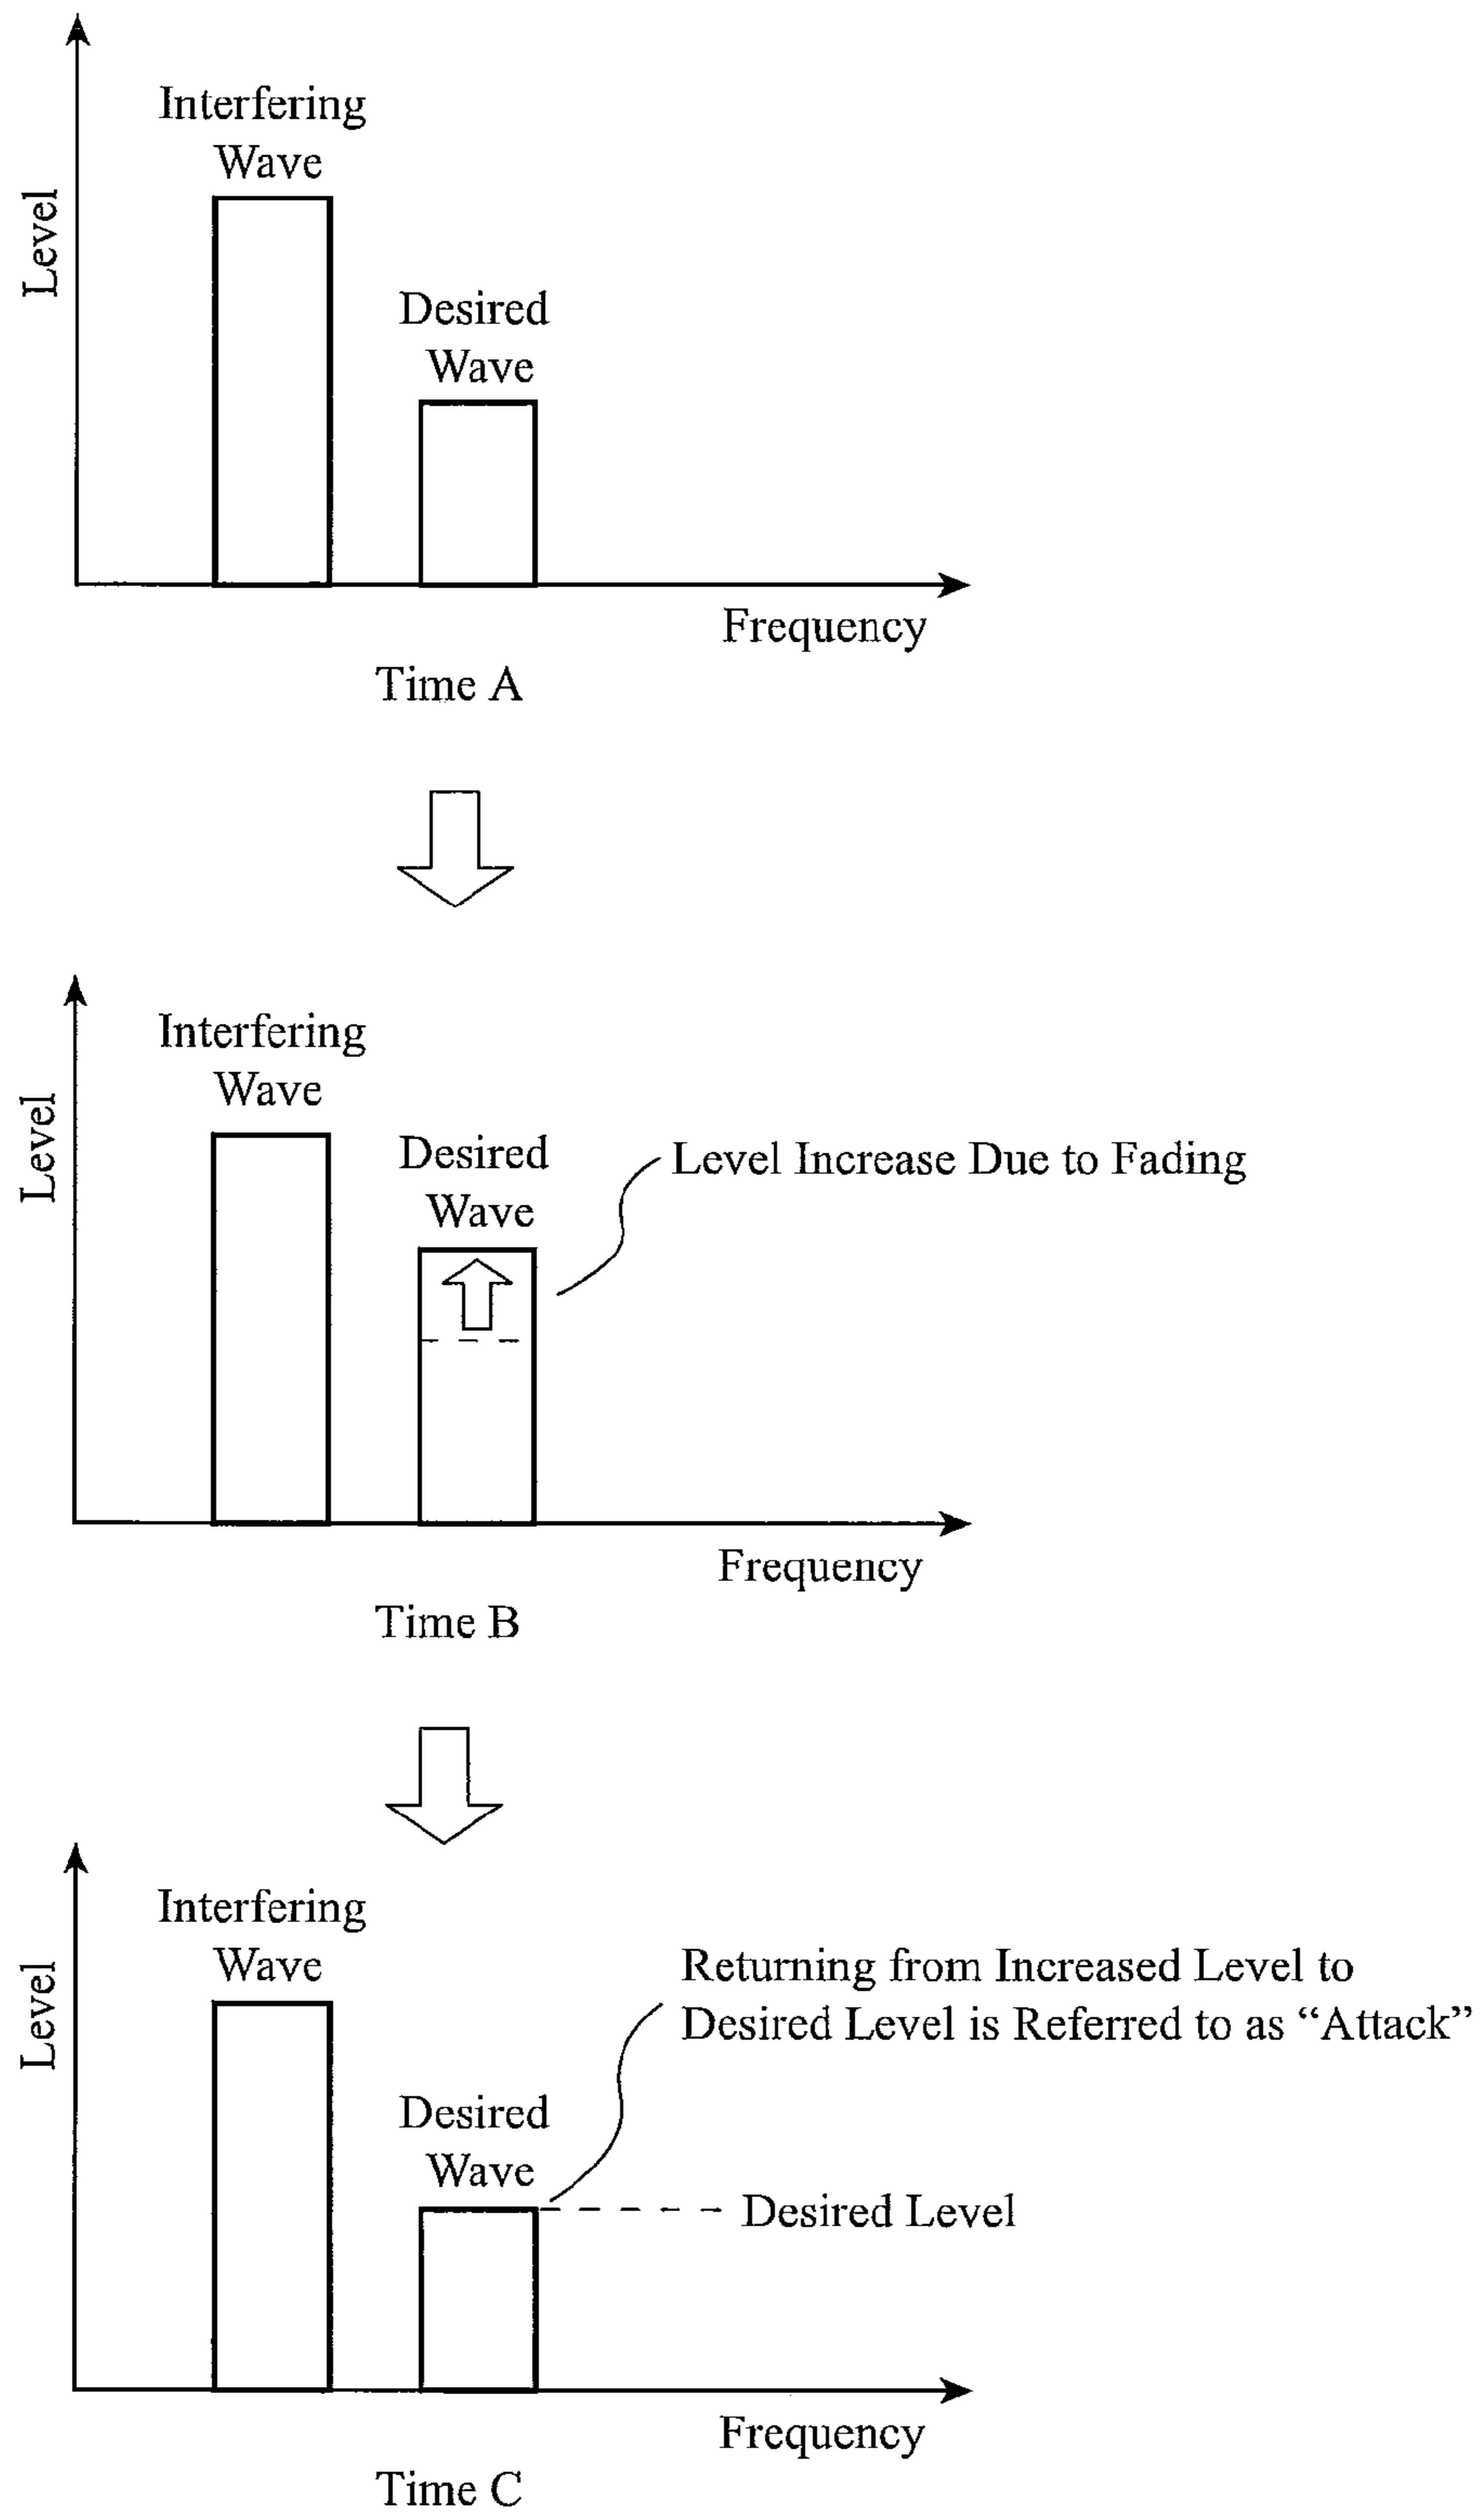 Interfering
Wave
Level
Desired
Wave
Frequency
Time A
Interfering
Wave
Level
Desired
Wave
Level Increase Due to Fading
Frequency
Time B
Interfering
Wave
Level
Returning from Increased Level to
Desired Level is Referred to as “Attack”
Desired
Wave
Desired Level
Frequency
Time C